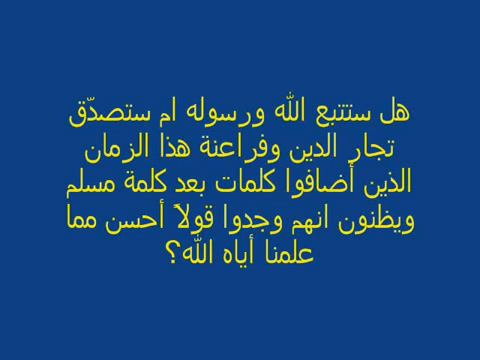 هل ستتبع الله ورسوله ام ستصدّق
تجار الدين وفراعنة هذا الزمان
الذين أضافوا كلمات بعد كلمة مسلم
ويظنون انهم وجدوا قولاً أحسن مما
علمنا أياه الله؟